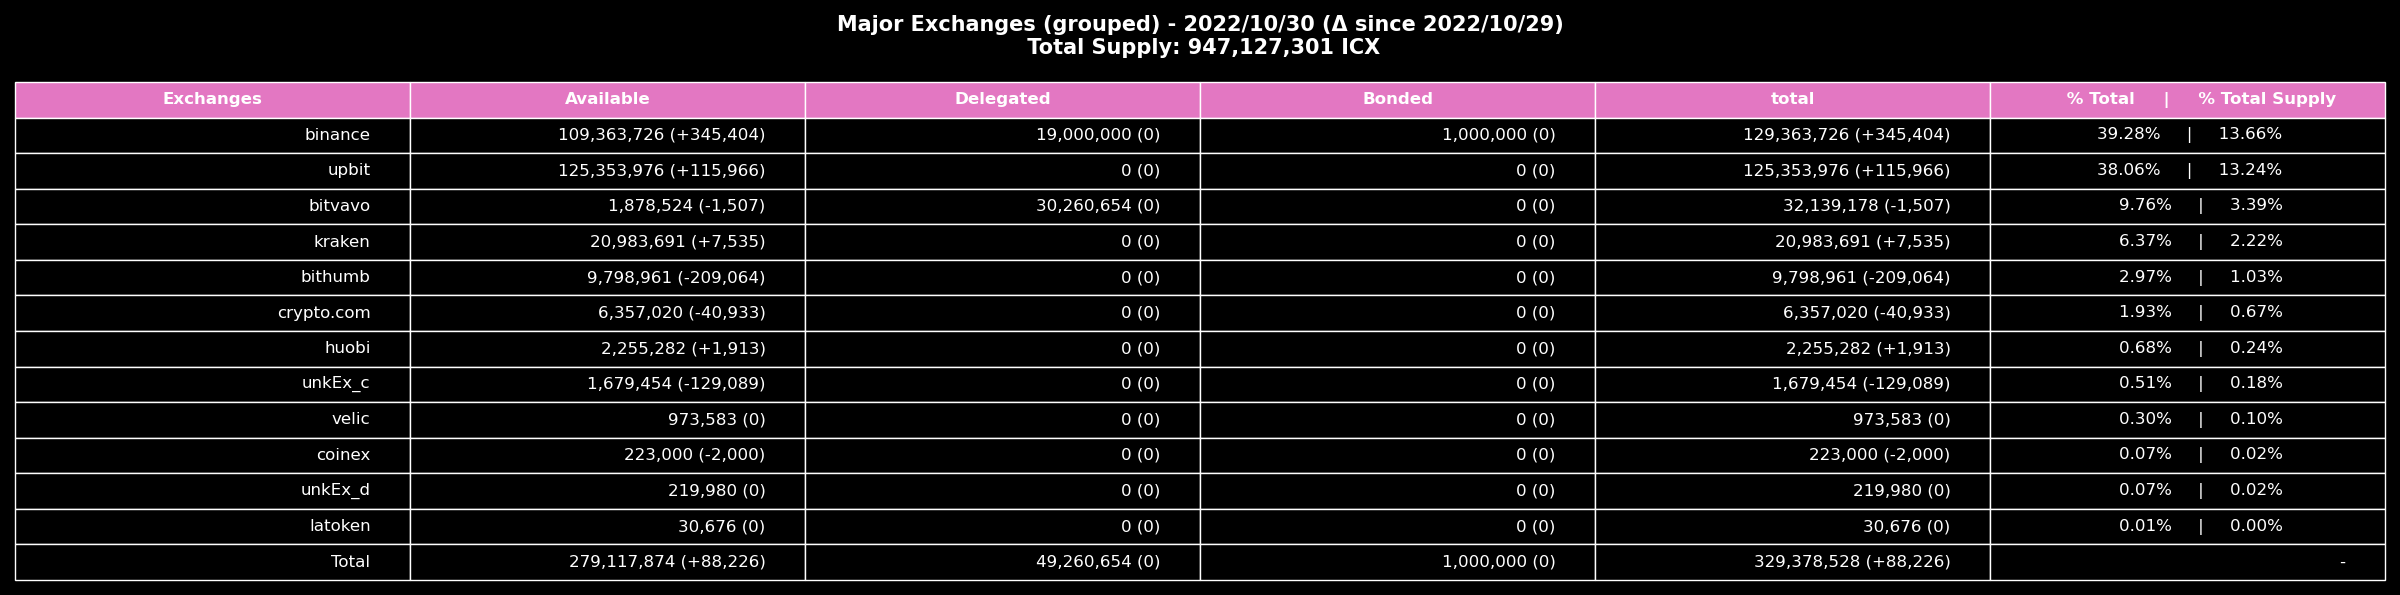 Major Exchanges (grouped) - 2022/10/30 (Δ since 2022/10/29)
Total Supply: 947,127,301 ICX
Exchanges Available Delegated Bonded total % Total | % Total Supply
binance 109,363,726 (+345,404) 19,000,000 (0) 1,000,000 (0) 129,363,726 (+345,404) 39.28% | 13.66%
upbit 125,353,976 (+115,966) 0 (0) 0 (0) 125,353,976 (+115,966) 38.06% | 13.24%
bitvavo 1,878,524 (-1,507) 30,260,654 (0) 0 (0) 32,139,178 (-1,507) 9.76% | 3.39%
kraken 20,983,691 (+7,535) 0 (0) 0 (0) 20,983,691 (+7,535) 6.37% | 2.22%
bithumb 9,798,961 (-209,064) 0 (0) 0 (0) 9,798,961 (-209,064) 2.97% | 1.03%
crypto.com 6,357,020 (-40,933) 0 (0) 0 (0) 6,357,020 (-40,933) 1.93% | 0.67%
huobi 2,255,282 (+1,913) 0 (0) 0 (0) 2,255,282 (+1,913) 0.68% | 0.24%
unkEx_c 1,679,454 (-129,089) 0 (0) 0 (0) 1,679,454 (-129,089) 0.51% | 0.18%
velic 973,583 (0) 0 (0) 0 (0) 973,583 (0) 0.30% | 0.10%
coinex 223,000 (-2,000) 0 (0) 0 (0) 223,000 (-2,000) 0.07% | 0.02%
unkEx_d 219,980 (0) 0 (0) 0 (0) 219,980 (0) 0.07% | 0.02%
latoken 30,676 (0) 0 (0) 0 (0) 30,676 (0) 0.01% | 0.00%
Total 279,117,874 (+88,226) 49,260,654 (0) 1,000,000 (0) 329,378,528 (+88,226) -